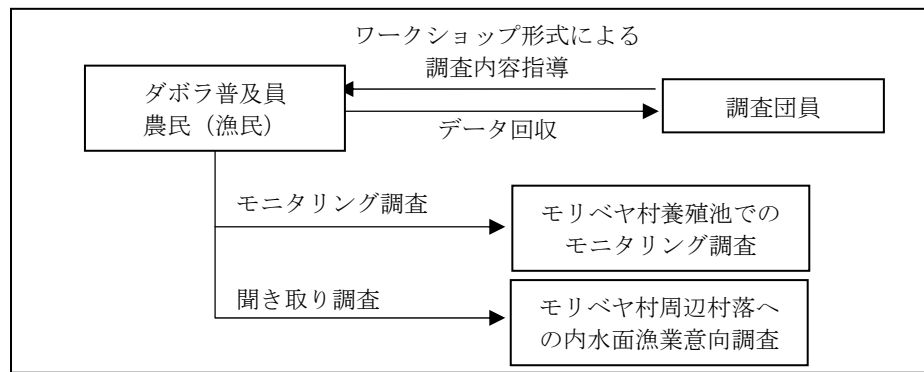 ワークショップ形式による
調査内容指導
ダボラ普及員
農民（漁民）
調査団員
データ回収
モニタリング調査
モリベヤ村養殖池での
モニタリング調査
聞き取り調査
モリベヤ村周辺村落へ
の内水面漁業意向調査